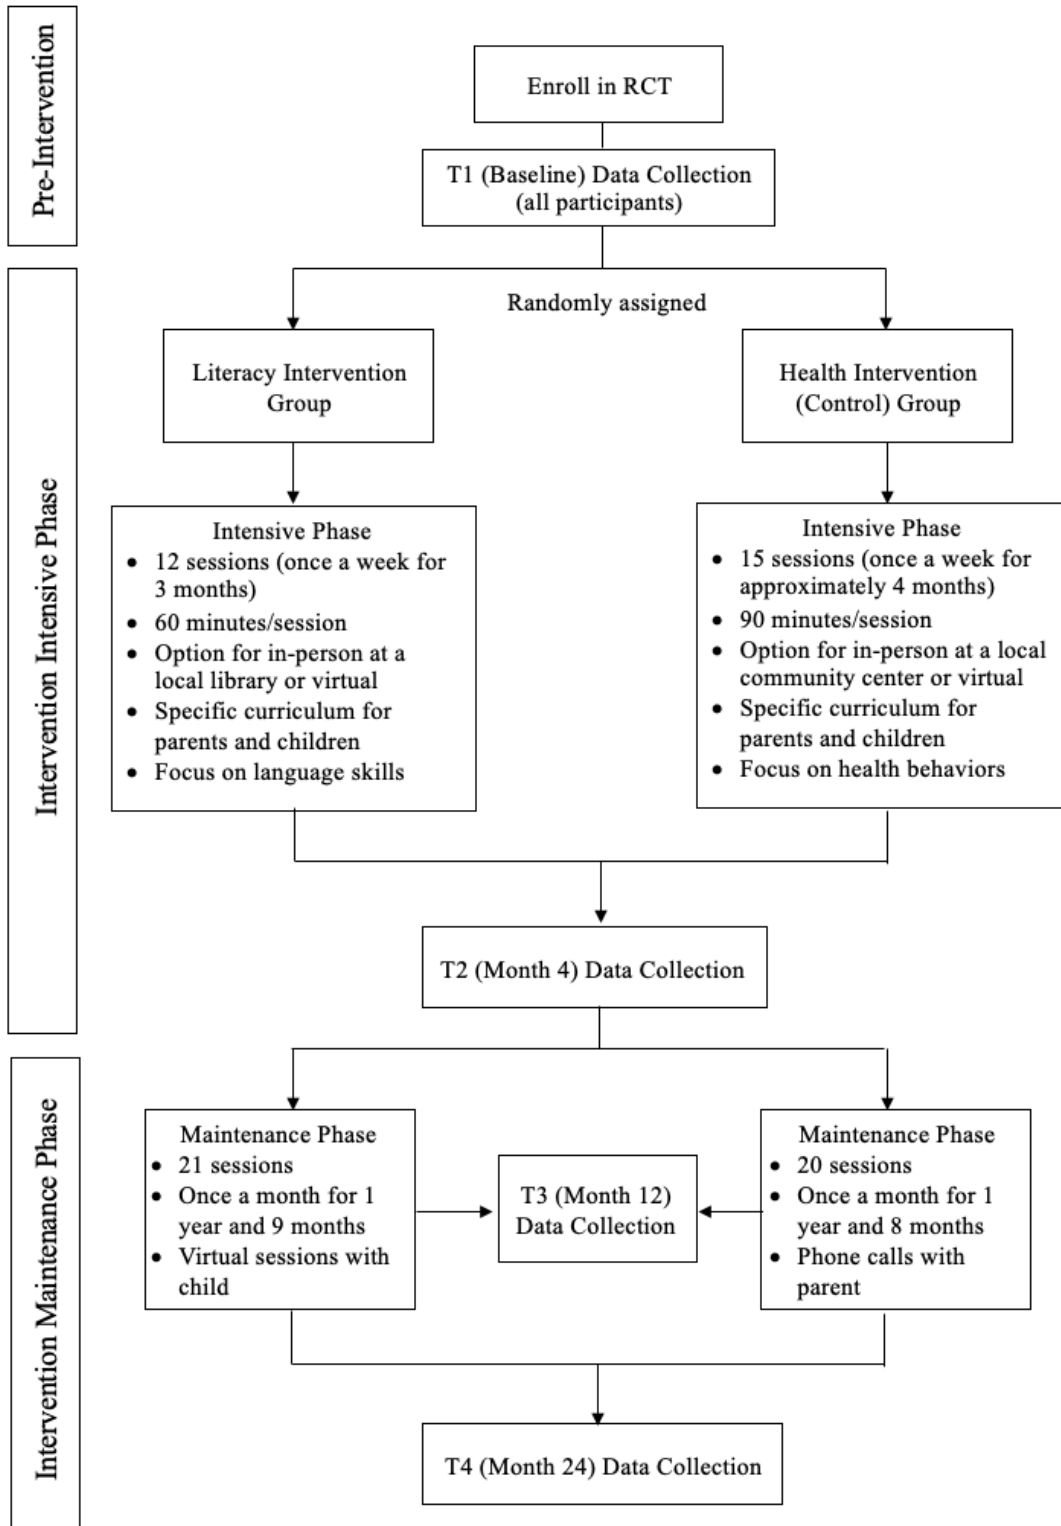 Pre-Intervention
Enroll in RCT
T1 (Baseline) Data Collection
(all participants)
Intervention Intensive Phase
Randomly assigned
Literacy Intervention
Group
Health Intervention
(Control) Group
Intensive Phase
• 12 sessions (once a week for
3 months)
• 60 minutes/session
• Option for in-person at a
local library or virtual
• Specific curriculum for
parents and children
• Focus on language skills
Intensive Phase
• 15 sessions (once a week for
approximately 4 months)
• 90 minutes/session
• Option for in-person at a local
community center or virtual
• Specific curriculum for
parents and children
• Focus on health behaviors
T2 (Month 4) Data Collection
Intervention Maintenance Phase
Maintenance Phase
• 21 sessions
• Once a month for 1
year and 9 months
• Virtual sessions with
child
T3 (Month 12)
Data Collection
Maintenance Phase
• 20 sessions
• Once a month for 1
year and 8 months
• Phone calls with
parent
T4 (Month 24) Data Collection